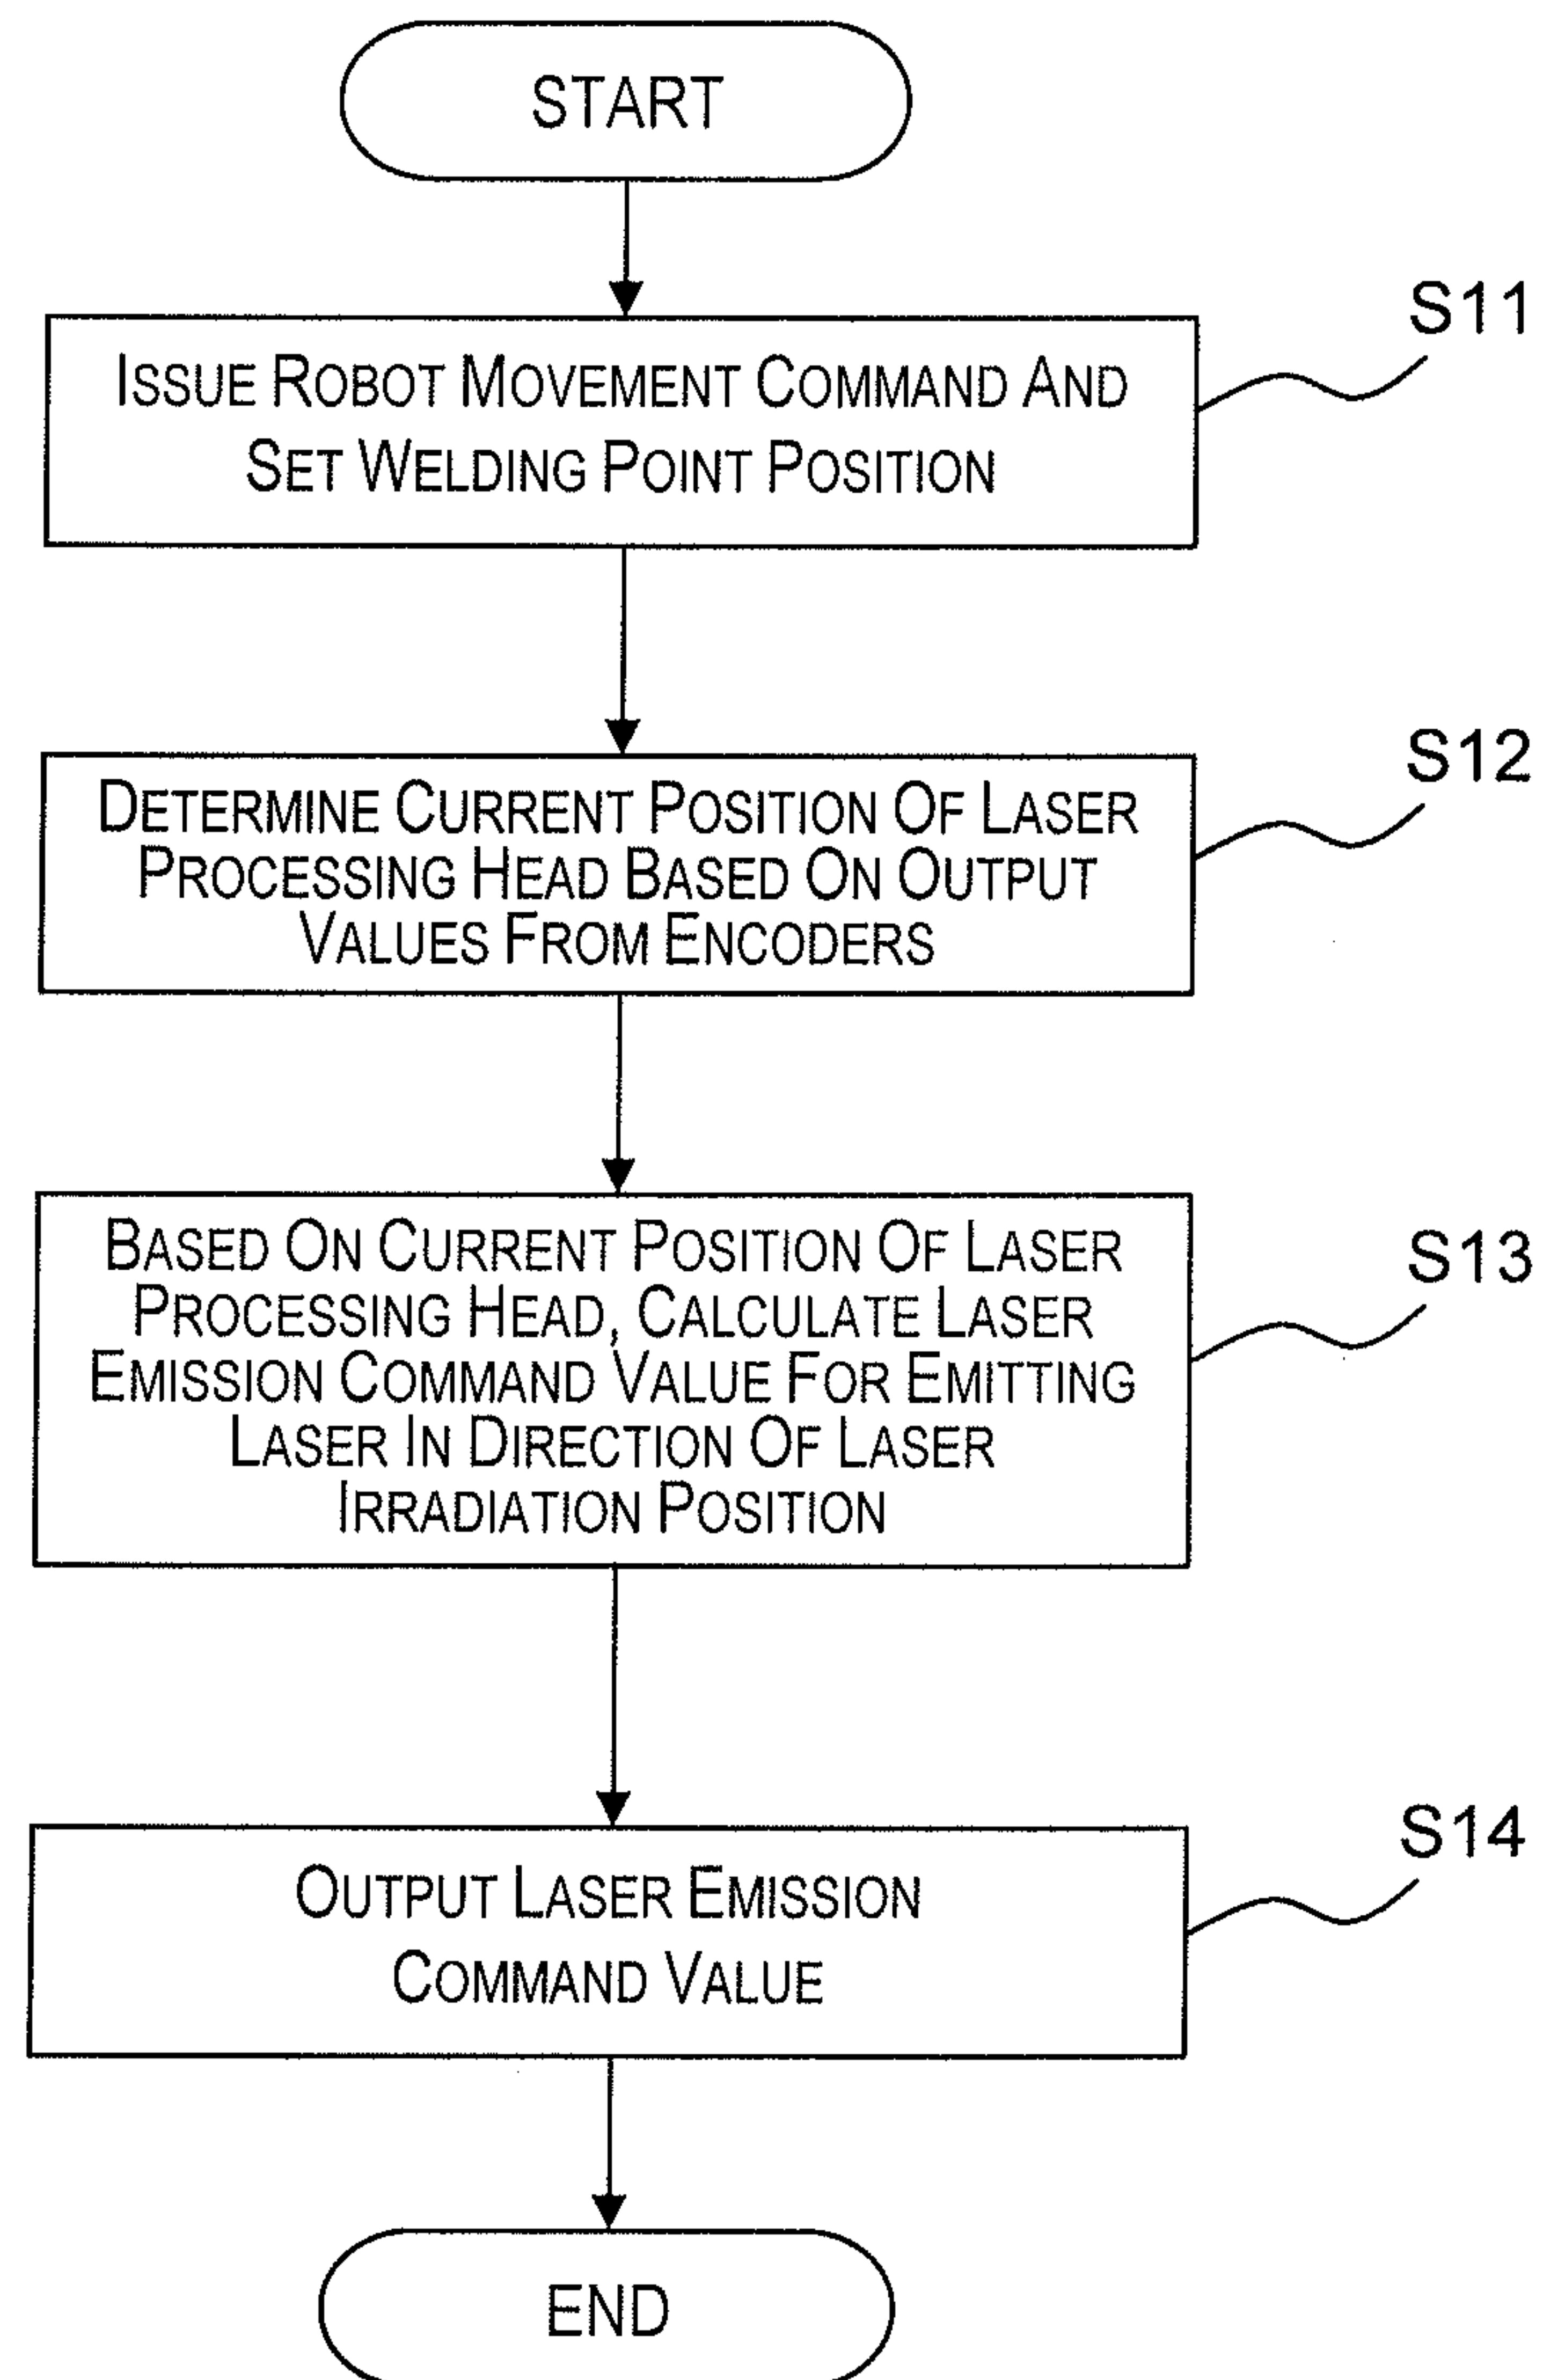 START
S11
ISSUE ROBOT MOVEMENT COMMAND AND
SET WELDING POINT POSITION
S12
DETERMINE CURRENT POSITION OF LASER
PROCESSING HEAD BASED ON OUTPUT
VALUES FROM ENCODERS
S13
BASED ON CURRENT POSITION OF LASER
PROCESSING HEAD, CALCULATE LASER
EMISSION COMMAND VALUE FOR EMITTING
LASER IN DIRECTION OF LASER
IRRADIATION POSITION
S14
OUTPUT LASER EMISSION
COMMAND VALUE
END